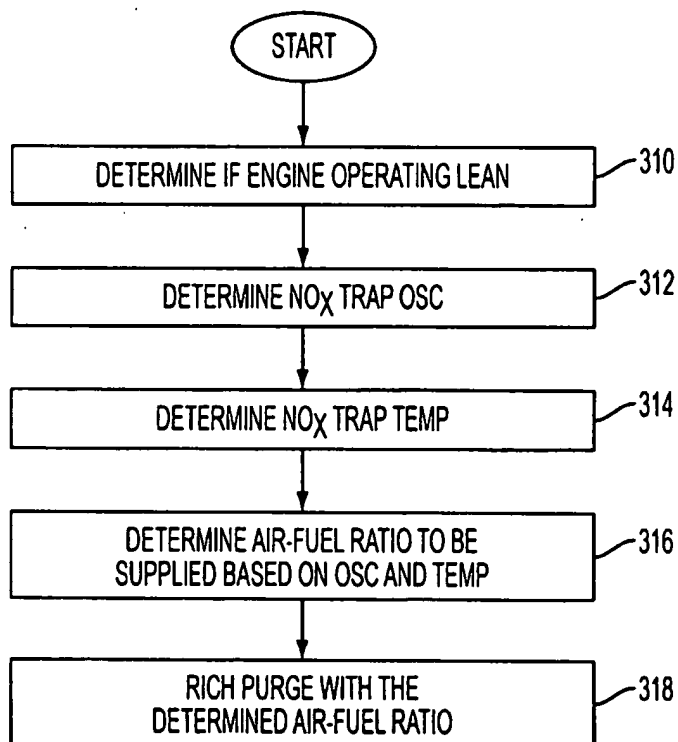 START
DETERMINE IF ENGINE OPERATING LEAN
310
DETERMINE NOX TRAP OSC
312
DETERMINE NOX TRAP TEMP
314
DETERMINE AIR-FUEL RATIO TO BE
SUPPLIED BASED ON OSC AND TEMP
316
RICH PURGE WITH THE
DETERMINED AIR-FUEL RATIO
318